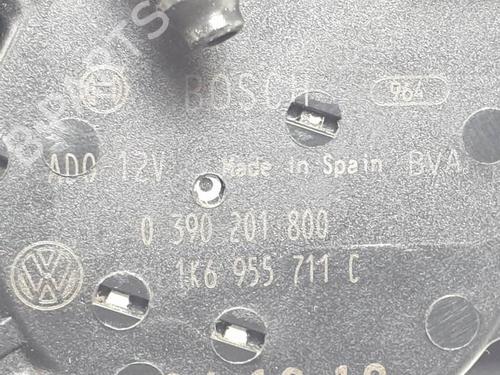 BOSCH 964
ADO 12V Made in Spain BVA
0 390 201 800
1K6 955 711 C